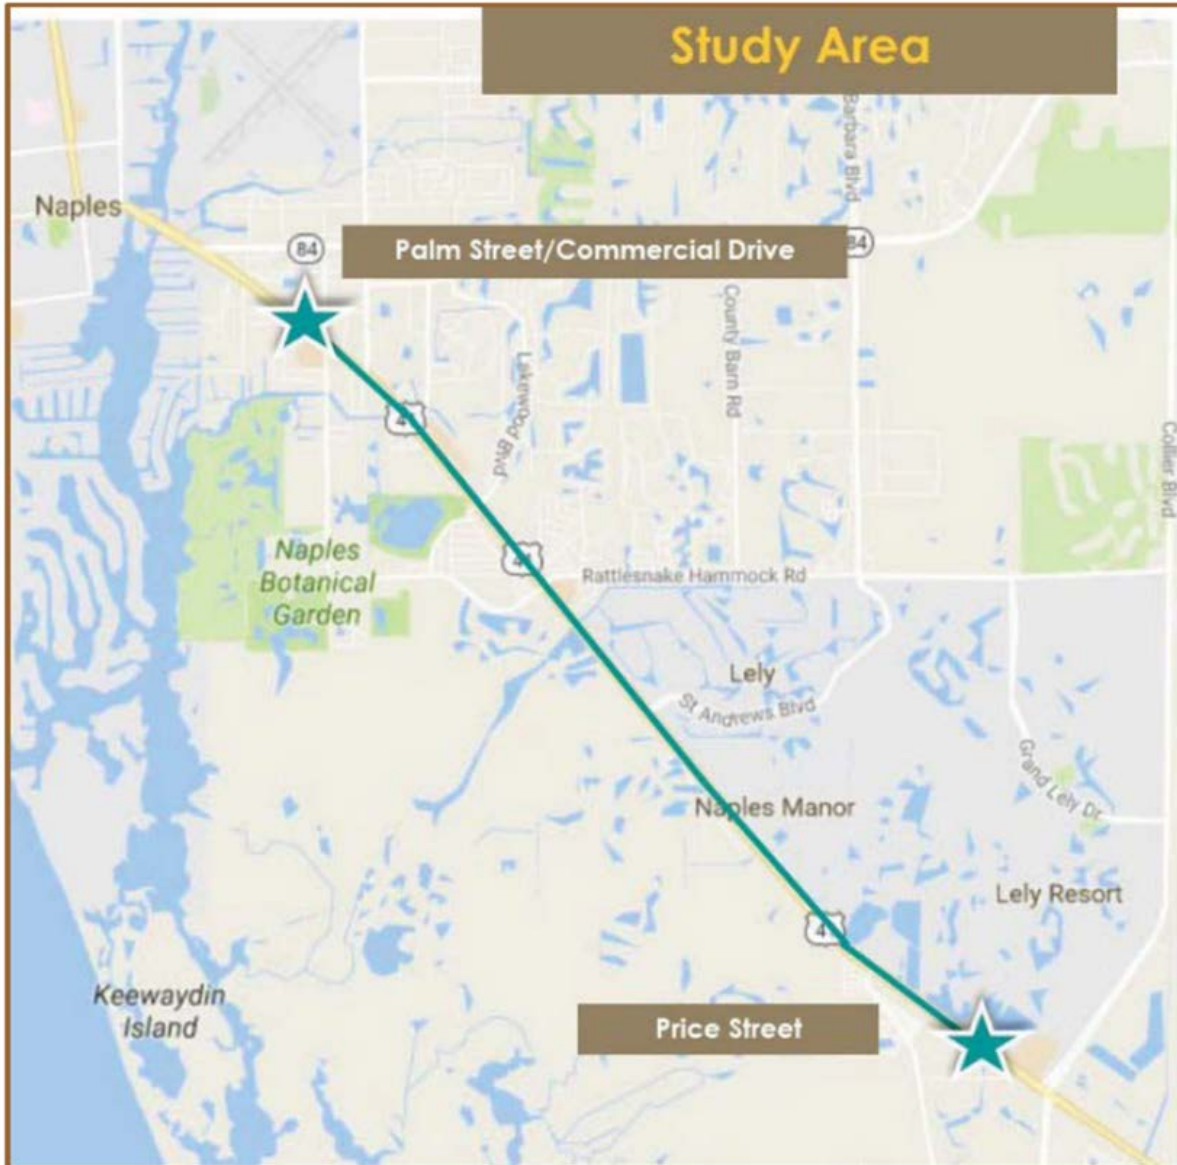 Study Area
Barbara Blvd
Naples
84
Palm Street/Commercial Drive
84
County Barn Rd
Lakewood Blvd
41
Collier Blvd
41
Naples
Botanical
Garden
Rattlesnake Hammock Rd
Lely
St Andrews Blvd
Grand Lely Dr
Naples Manor
Lely Resort
41
Keewaydin
Island
Price Street